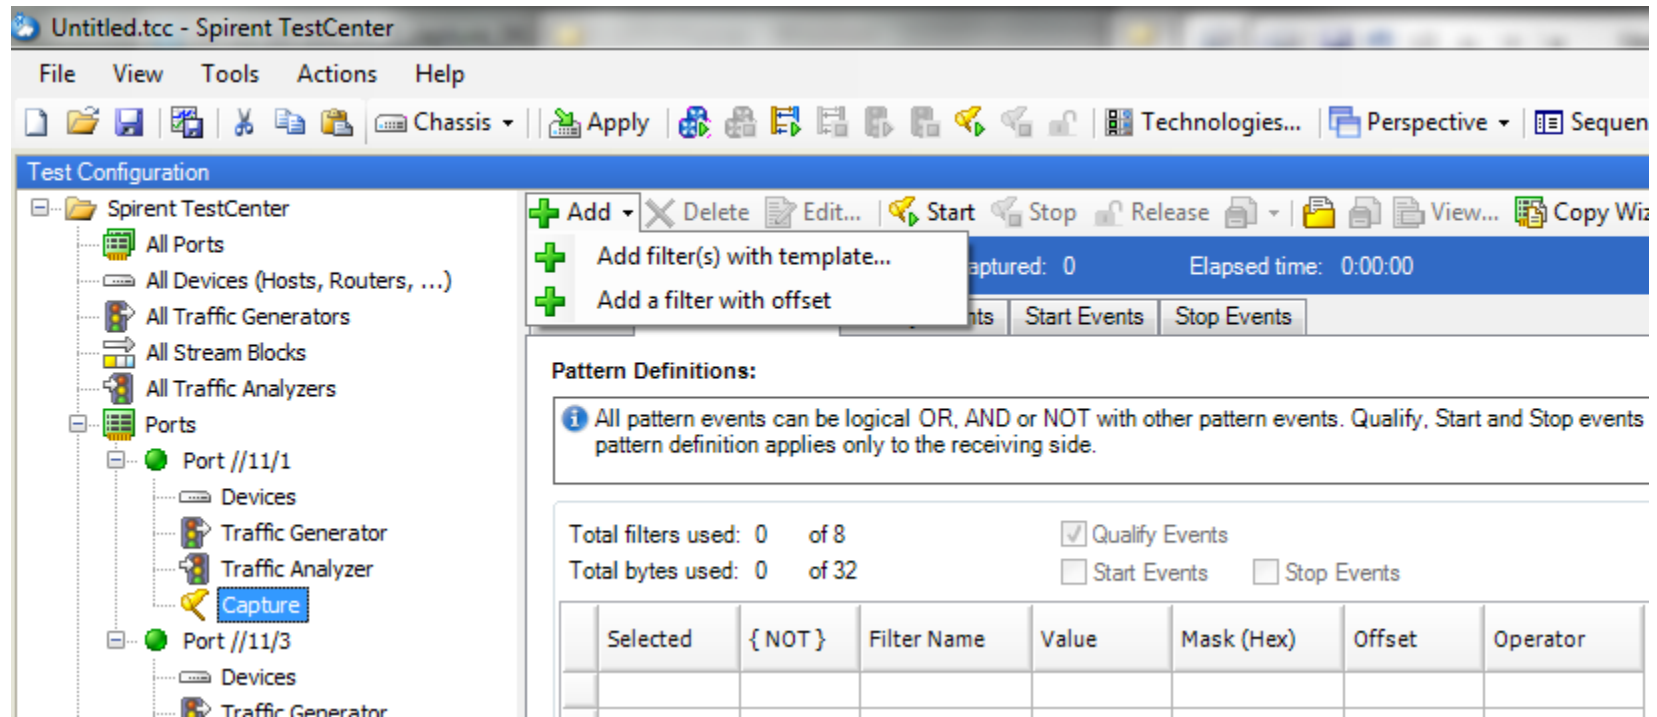 Untitled.tcc - Spirent TestCenter
File View Tools Actions Help
Chassis Apply Technologies... Perspective Sequen
Test Configuration
Spirent TestCenter
All Ports
All Devices (Hosts, Routers, ...)
All Traffic Generators
All Stream Blocks
All Traffic Analyzers
Ports
Port //11/1
Devices
Traffic Generator
Traffic Analyzer
Capture
Port //11/3
Devices
Traffic Generator
Add Delete Edit... Start Stop Release View... Copy Wiz
Add filter(s) with template...
Add a filter with offset
aptured: 0 Elapsed time: 0:00:00
nts Start Events Stop Events
Pattern Definitions:
All pattern events can be logical OR, AND or NOT with other pattern events. Qualify, Start and Stop events
pattern definition applies only to the receiving side.
Total filters used: 0 of 8 Qualify Events
Total bytes used: 0 of 32 Start Events Stop Events
Selected { NOT } Filter Name Value Mask (Hex) Offset Operator